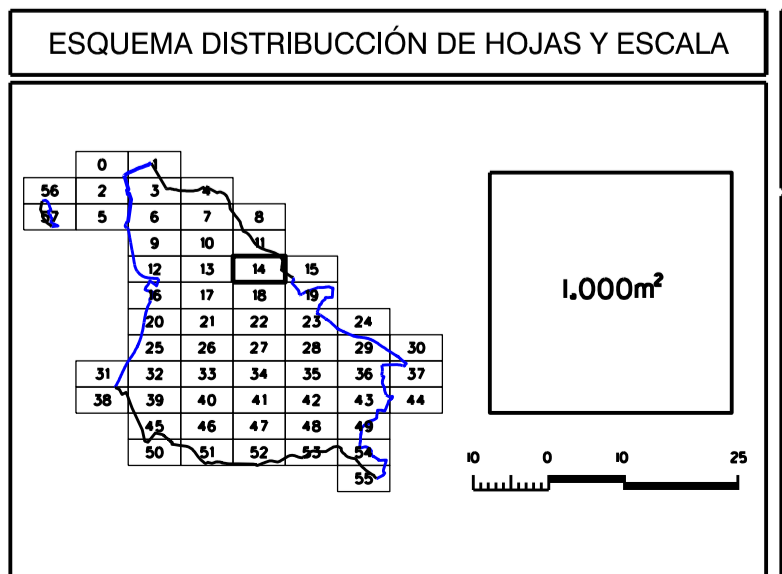 ESQUEMA DISTRIBUCCIÓN DE HOJAS Y ESCALA
0 1
56 2 3 4
57 5 6 7 8
9 10 11
12 13 14 15
16 17 18 19
20 21 22 23 24
25 26 27 28 29 30
31 32 33 34 35 36 37
38 39 40 41 42 43 44
45 46 47 48 49
50 51 52 53 54
55
1.000m²
10 0 10 25